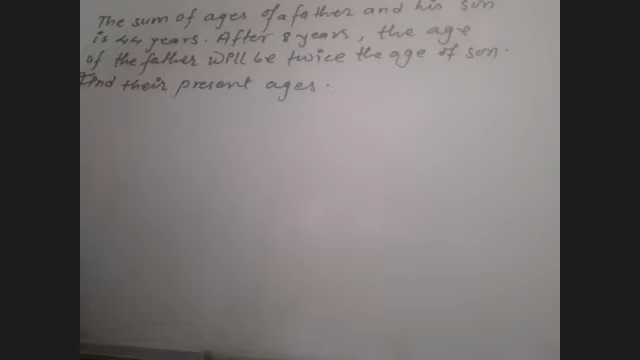 The sum of ages of a father and his son
is 44 years. After 8 years, the age
of the father will be twice the age of son.
Find their present ages.